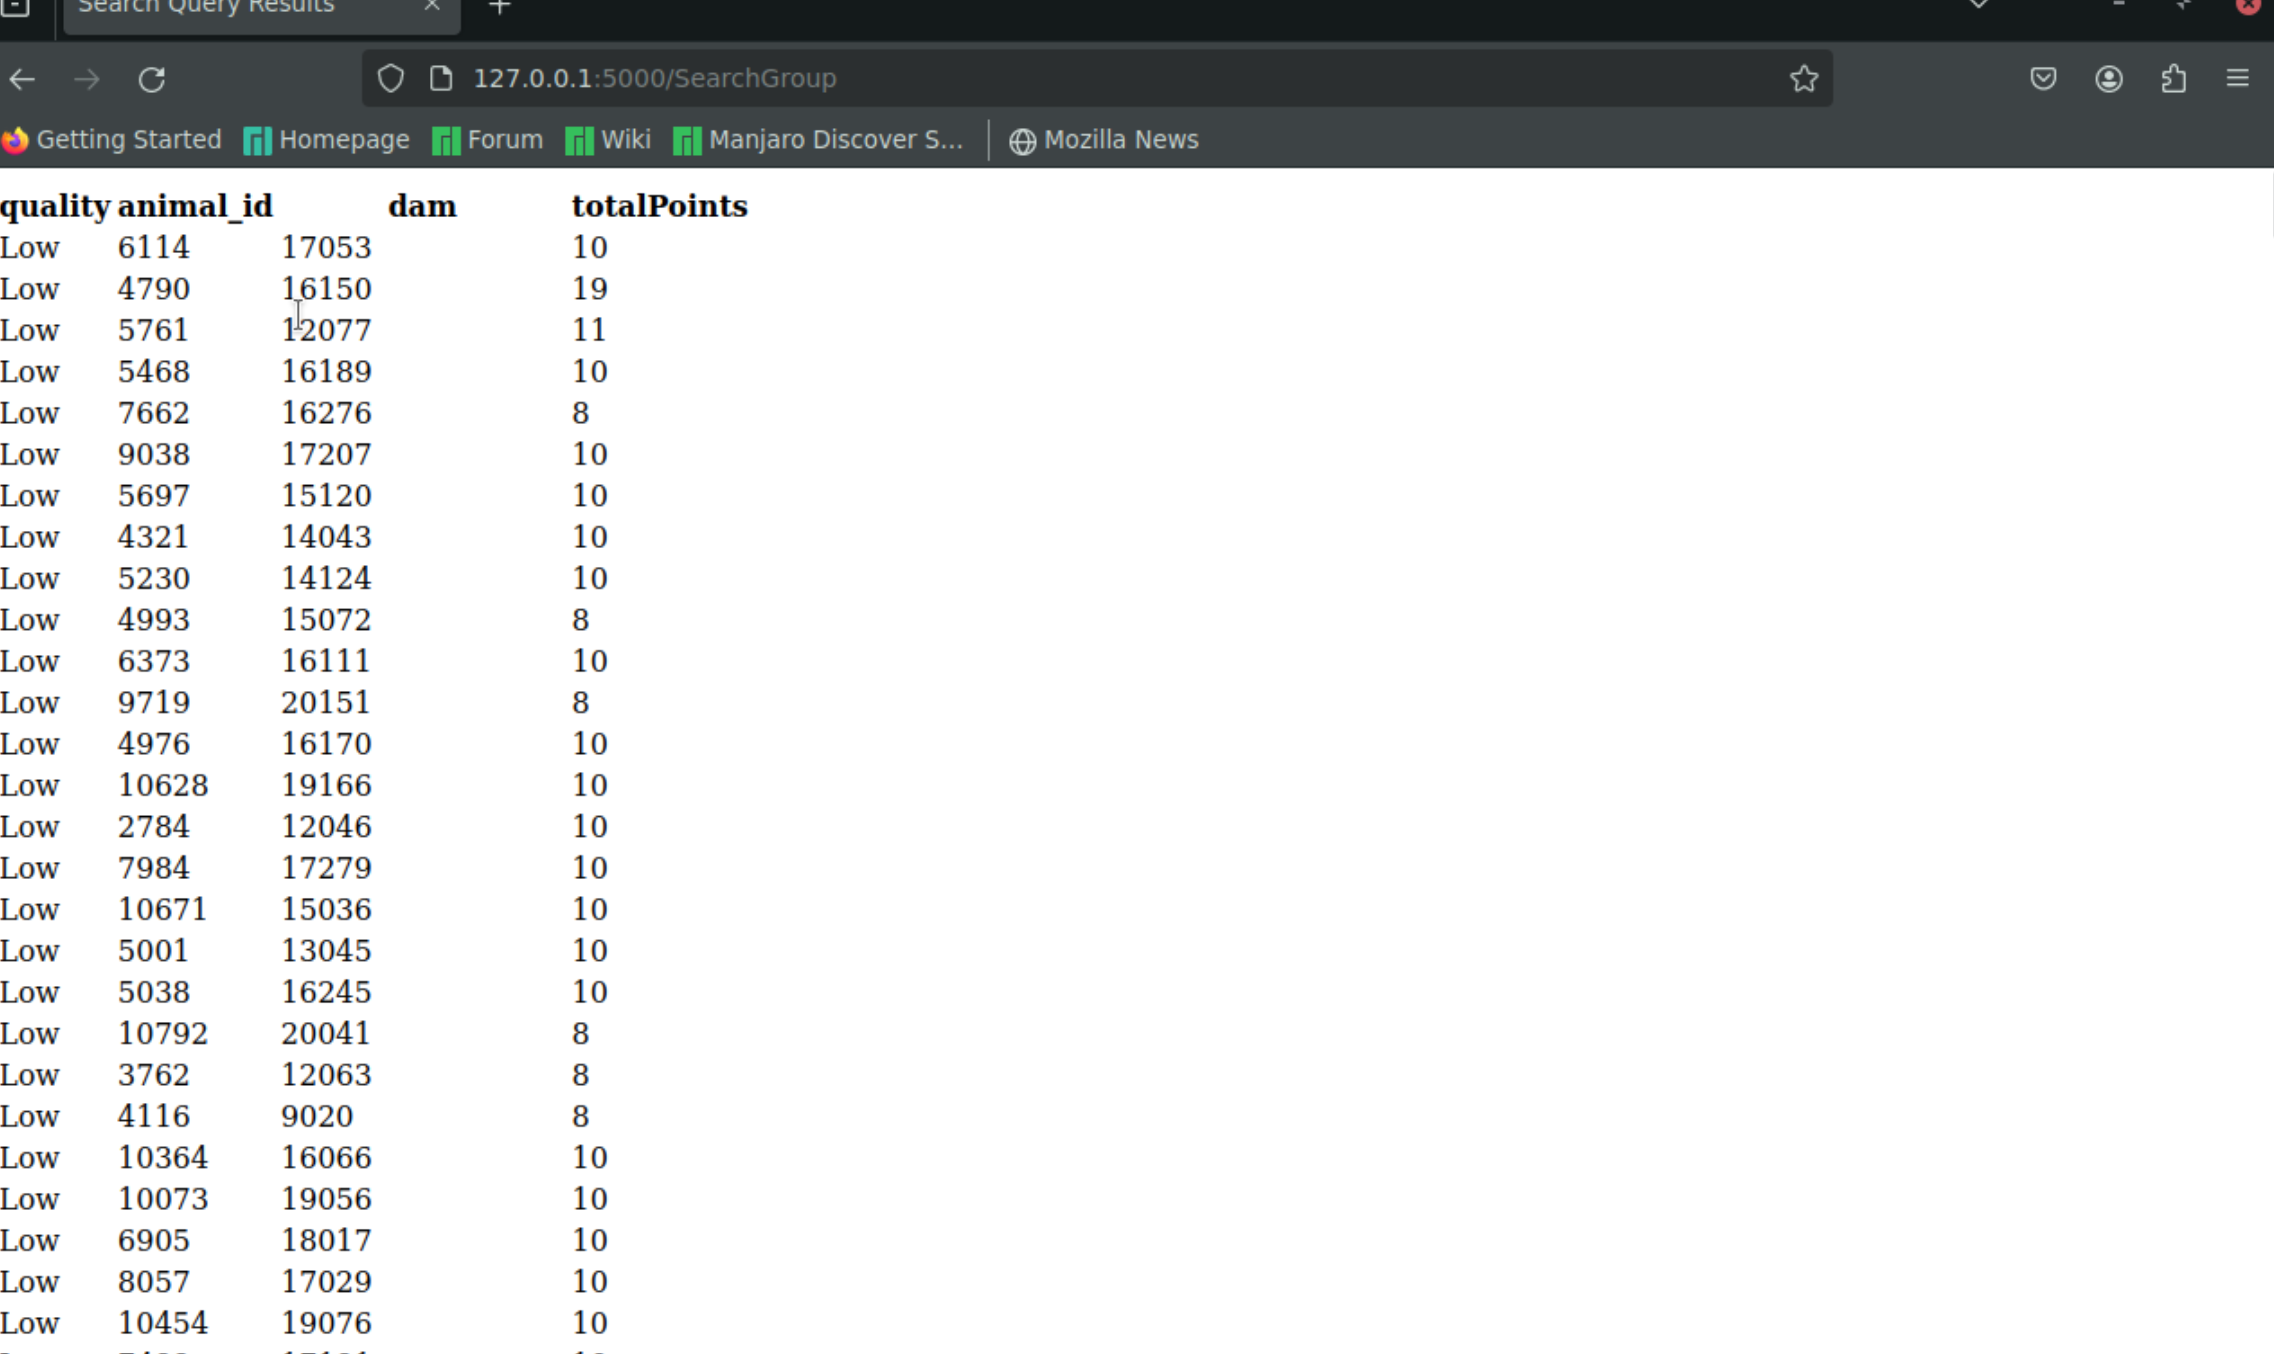 Search Query Results
127.0.0.1:5000/SearchGroup
Getting Started Homepage Forum Wiki Manjaro Discover S... Mozilla News
quality animal_id dam totalPoints
Low 6114 17053 10
Low 4790 16150 19
Low 5761 12077 11
Low 5468 16189 10
Low 7662 16276 8
Low 9038 17207 10
Low 5697 15120 10
Low 4321 14043 10
Low 5230 14124 10
Low 4993 15072 8
Low 6373 16111 10
Low 9719 20151 8
Low 4976 16170 10
Low 10628 19166 10
Low 2784 12046 10
Low 7984 17279 10
Low 10671 15036 10
Low 5001 13045 10
Low 5038 16245 10
Low 10792 20041 8
Low 3762 12063 8
Low 4116 9020 8
Low 10364 16066 10
Low 10073 19056 10
Low 6905 18017 10
Low 8057 17029 10
Low 10454 19076 10